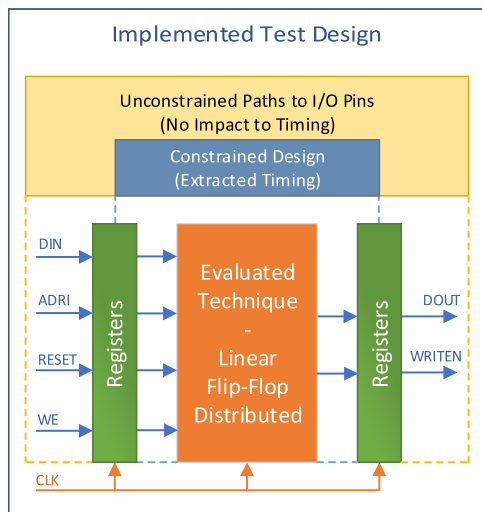 Implemented Test Design
Unconstrained Paths to I/O Pins
(No Impact to Timing)
Constrained Design
(Extracted Timing)
DIN
ADRI
RESET
WE
Registers
Evaluated
Technique
-
Linear
Flip-Flop
Distributed
Registers
DOUT
WRITEN
CLK